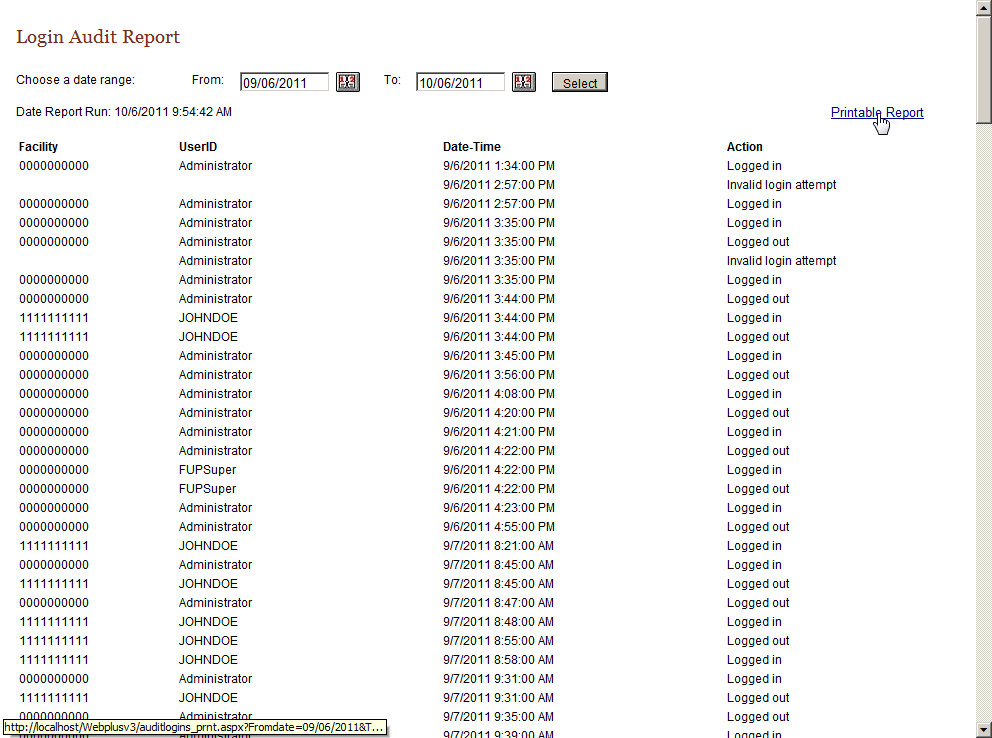 Login Audit Report
Choose a date range: From: 09/06/2011 To: 10/06/2011 Select
Date Report Run: 10/6/2011 9:54:42 AM Printable Report
Facility UserID Date-Time Action
0000000000 Administrator 9/6/2011 1:34:00 PM Logged in
9/6/2011 2:57:00 PM Invalid login attempt
0000000000 Administrator 9/6/2011 2:57:00 PM Logged in
0000000000 Administrator 9/6/2011 3:35:00 PM Logged in
0000000000 Administrator 9/6/2011 3:35:00 PM Logged out
Administrator 9/6/2011 3:35:00 PM Invalid login attempt
0000000000 Administrator 9/6/2011 3:35:00 PM Logged in
0000000000 Administrator 9/6/2011 3:44:00 PM Logged out
1111111111 JOHNDOE 9/6/2011 3:44:00 PM Logged in
1111111111 JOHNDOE 9/6/2011 3:44:00 PM Logged out
0000000000 Administrator 9/6/2011 3:45:00 PM Logged in
0000000000 Administrator 9/6/2011 3:56:00 PM Logged out
0000000000 Administrator 9/6/2011 4:08:00 PM Logged in
0000000000 Administrator 9/6/2011 4:20:00 PM Logged out
0000000000 Administrator 9/6/2011 4:21:00 PM Logged in
0000000000 Administrator 9/6/2011 4:22:00 PM Logged out
0000000000 FUPSuper 9/6/2011 4:22:00 PM Logged in
0000000000 FUPSuper 9/6/2011 4:22:00 PM Logged out
0000000000 Administrator 9/6/2011 4:23:00 PM Logged in
0000000000 Administrator 9/6/2011 4:55:00 PM Logged out
1111111111 JOHNDOE 9/7/2011 8:21:00 AM Logged in
0000000000 Administrator 9/7/2011 8:45:00 AM Logged in
1111111111 JOHNDOE 9/7/2011 8:45:00 AM Logged out
0000000000 Administrator 9/7/2011 8:47:00 AM Logged out
1111111111 JOHNDOE 9/7/2011 8:48:00 AM Logged in
1111111111 JOHNDOE 9/7/2011 8:55:00 AM Logged out
1111111111 JOHNDOE 9/7/2011 8:58:00 AM Logged in
0000000000 Administrator 9/7/2011 9:31:00 AM Logged in
1111111111 JOHNDOE 9/7/2011 9:31:00 AM Logged out
0000000000 Administrator 9/7/2011 9:35:00 AM Logged out
http://localhost/Webplusv3/auditlogins_prnt.aspx?Fromdate=09/06/2011&T...
9/7/2011 9:39:00 AM Logged in